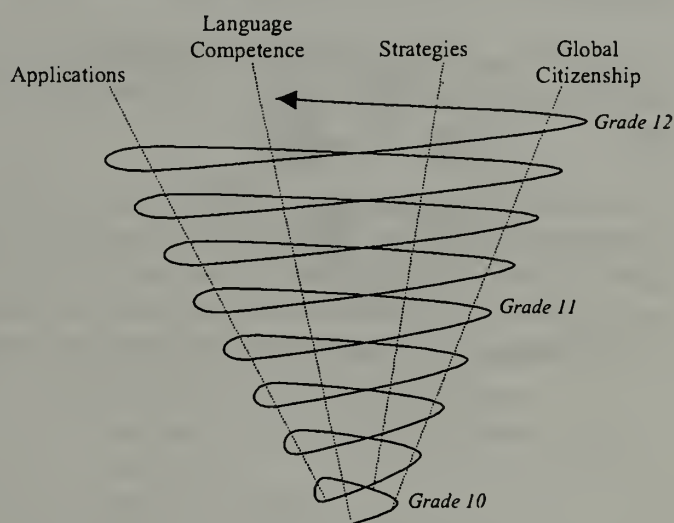 Applications
Language
Competence
Strategies
Global
Citizenship
Grade 12
Grade 11
Grade 10